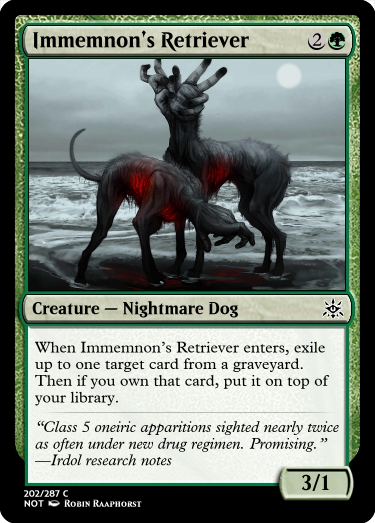 Immemnon's Retriever 2
Creature — Nightmare Dog
When Immemnon's Retriever enters, exile
up to one target card from a graveyard.
Then if you own that card, put it on top of
your library.
“Class 5 oneiric apparitions sighted nearly twice
as often under new drug regimen. Promising.”
—Irdol research notes
3/1
202/287 C
NOT Robin Raaphorst